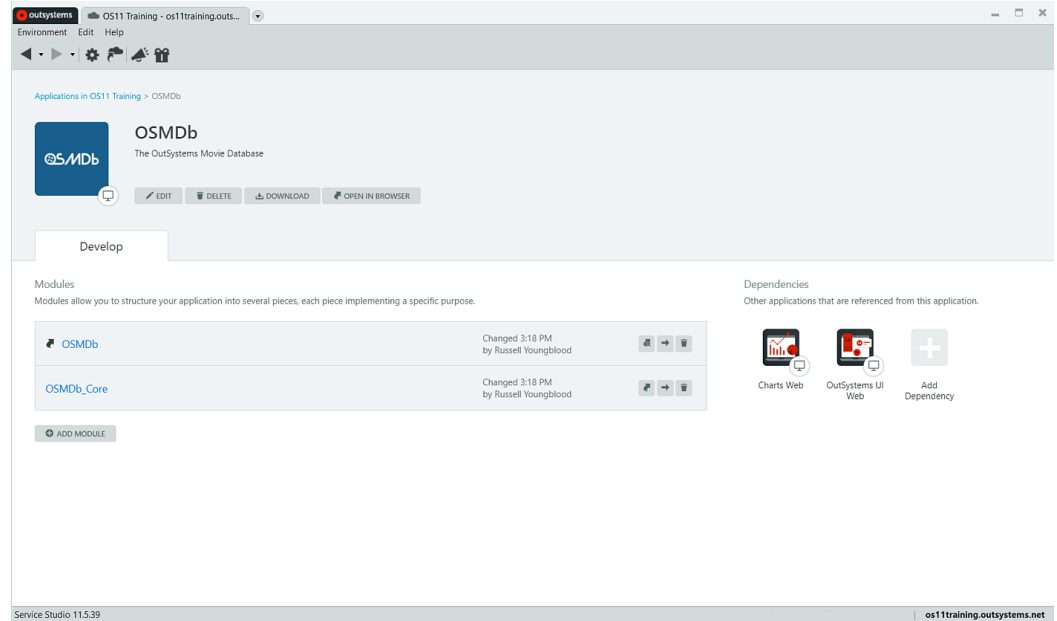 outsystems
OS11 Training - os11training.outs...
Environment Edit Help
Applications in OS11 Training > OSMDb
OSMDb
OSMDb
The OutSystems Movie Database
EDIT DELETE DOWNLOAD OPEN IN BROWSER
Develop
Modules
Modules allow you to structure your application into several pieces, each piece implementing a specific purpose.
OSMDb
Changed 3:18 PM
by Russell Youngblood
OSMDb_Core
Changed 3:18 PM
by Russell Youngblood
ADD MODULE
Dependencies
Other applications that are referenced from this application.
Charts Web
OutSystems UI
Web
Add
Dependency
Service Studio 11.5.39
os11training.outsystems.net